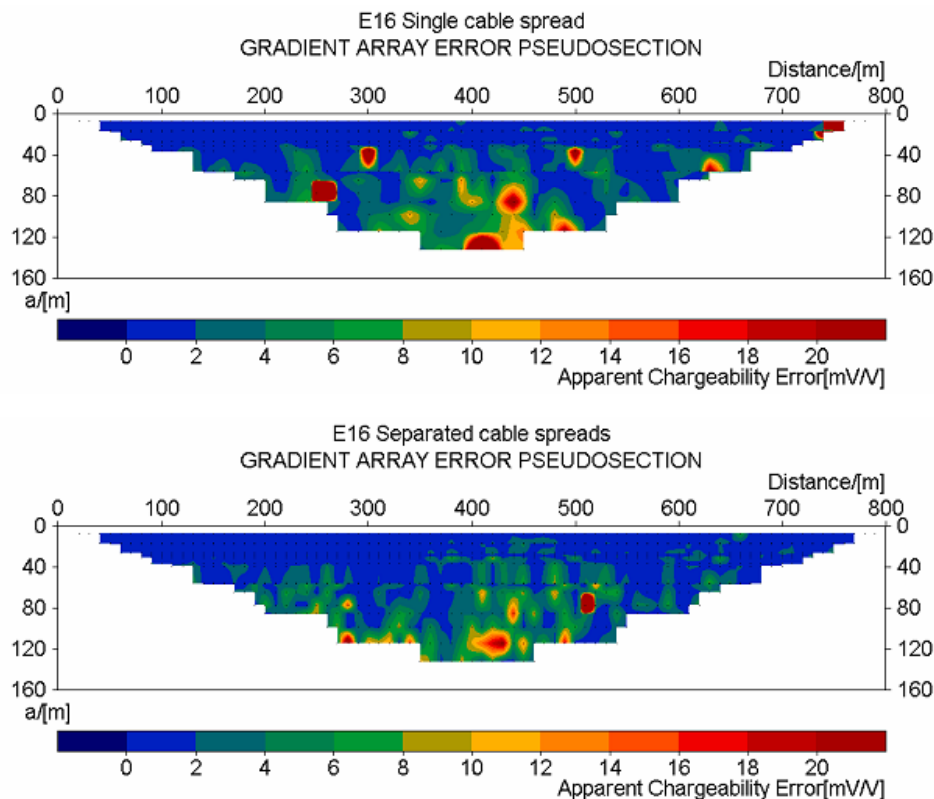 E16 Single cable spread
GRADIENT ARRAY ERROR PSEUDOSECTION
Distance/[m]
0 100 200 300 400 500 600 700 800
0 0
40 40
80 80
120 120
160 160
a/[m]
0 2 4 6 8 10 12 14 16 18 20
Apparent Chargeability Error[mV/V]
E16 Separated cable spreads
GRADIENT ARRAY ERROR PSEUDOSECTION
Distance/[m]
0 100 200 300 400 500 600 700 800
0 0
40 40
80 80
120 120
160 160
a/[m]
0 2 4 6 8 10 12 14 16 18 20
Apparent Chargeability Error[mV/V]